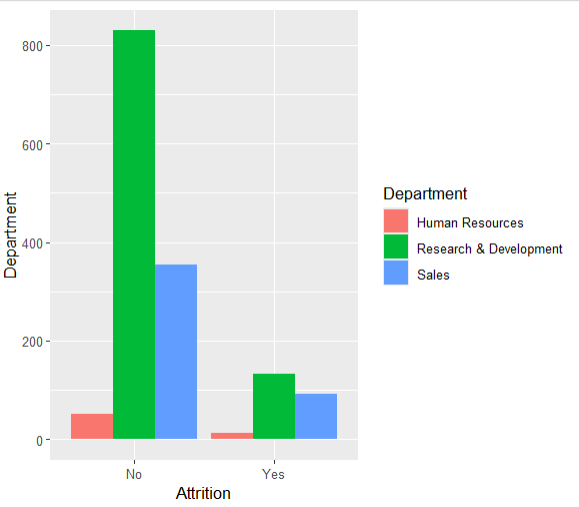 Department
800
600
400
200
0
No Yes
Attrition
Department
Human Resources
Research & Development
Sales